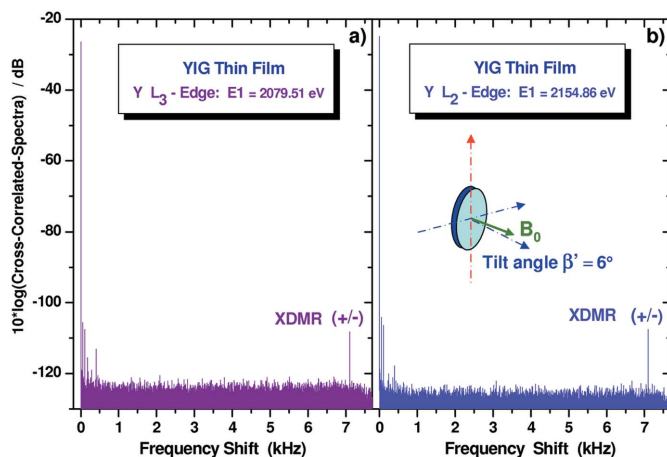 10*log(Cross-Correlated-Spectra) / dB
-20
-40
-60
-80
-100
-120
a)
YIG Thin Film
Y L3 - Edge: E1 = 2079.51 eV
XDMR (+/-)
0 1 2 3 4 5 6 7
Frequency Shift (kHz)
b)
YIG Thin Film
Y L2 - Edge: E1 = 2154.86 eV
B0
Tilt angle β' = 6°
XDMR (+/-)
0 1 2 3 4 5 6 7
Frequency Shift (kHz)